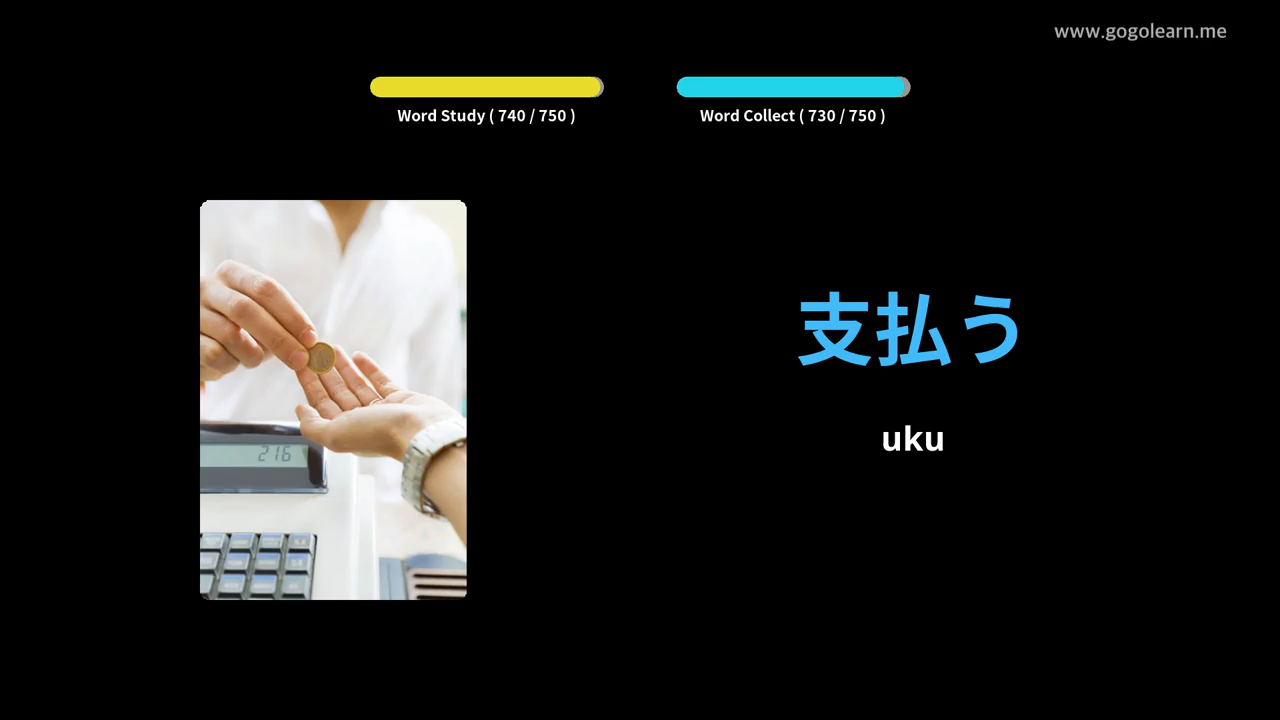 www.gogolearn.me
Word Study ( 740 / 750 )
Word Collect ( 730 / 750 )
支払う
uku
216